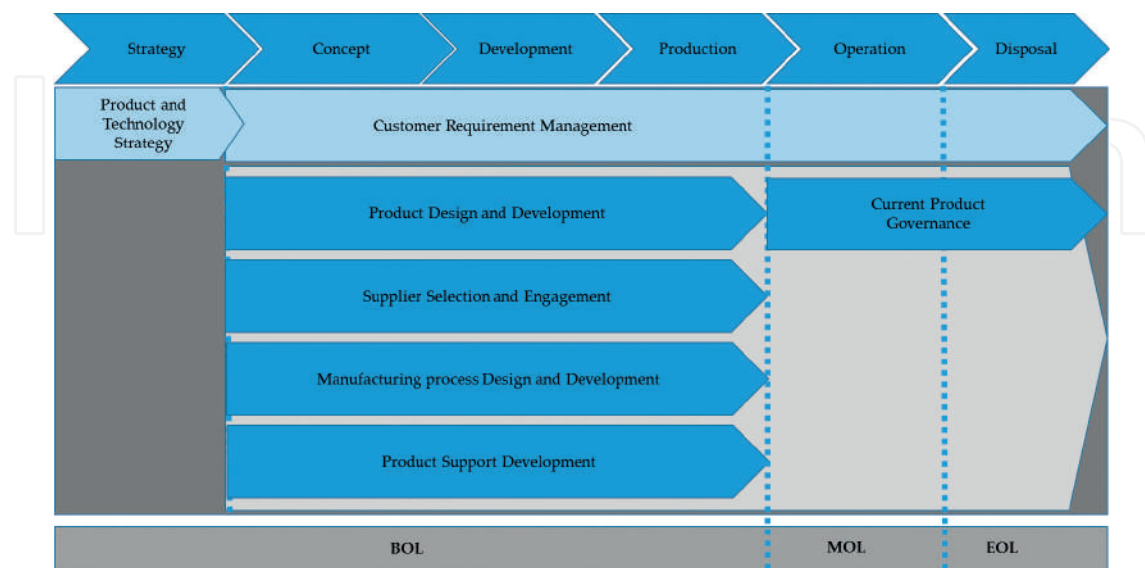 Strategy
Concept
Development
Production
Operation
Disposal
Product and
Technology
Strategy
Customer Requirement Management
Product Design and Development
Current Product
Governance
Supplier Selection and Engagement
Manufacturing process Design and Development
Product Support Development
BOL
MOL
EOL